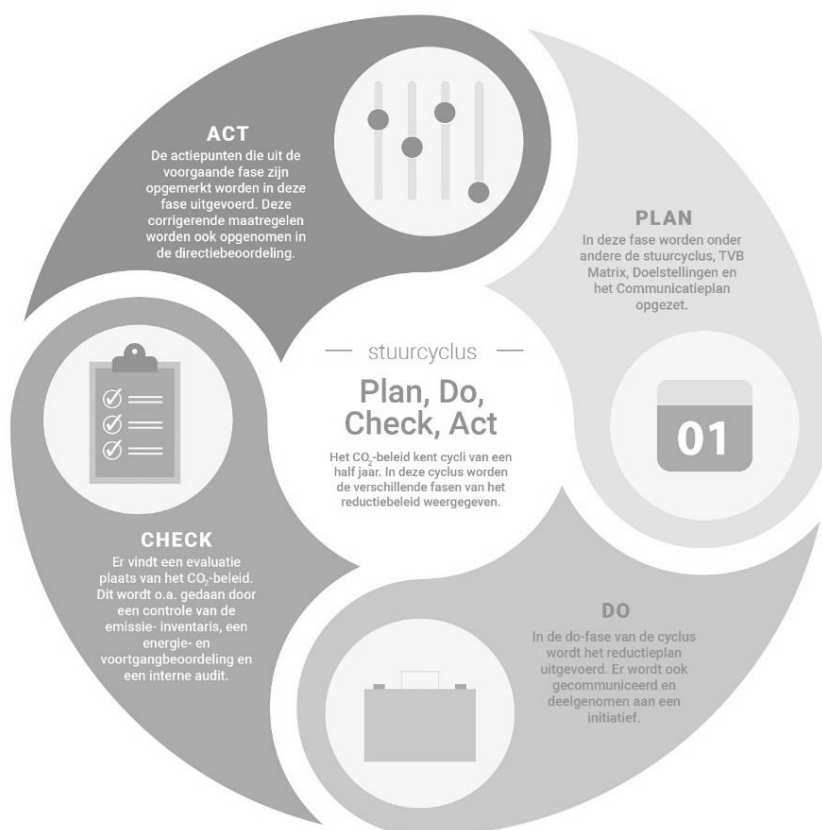 ACT
De actiepunten die uit de
voorgaande fase zijn
opgemerkt worden in deze
fase uitgevoerd. Deze
corrigerende maatregelen
worden ook opgenomen in
de directiebeoordeling.
PLAN
In deze fase worden onder
andere de stuurcyclus, TVB
Matrix, Doelstellingen en
het Communicatieplan
opgezet.
01
stuurcyclus
Plan, Do,
Check, Act
Het CO₂-beleid kent cycli van een
half jaar. In deze cyclus worden
de verschillende fasen van het
reductiebeleid weergegeven.
CHECK
Er vindt een evaluatie
plaats van het CO₂-beleid.
Dit wordt o.a. gedaan door
een controle van de
emissie- inventaris, een
energie- en
voortgangbeoordeling en
een interne audit.
DO
In de do-fase van de cyclus
wordt het reductieplan
uitgevoerd. Er wordt ook
gecommuniceerd en
deelgenomen aan een
initiatief.